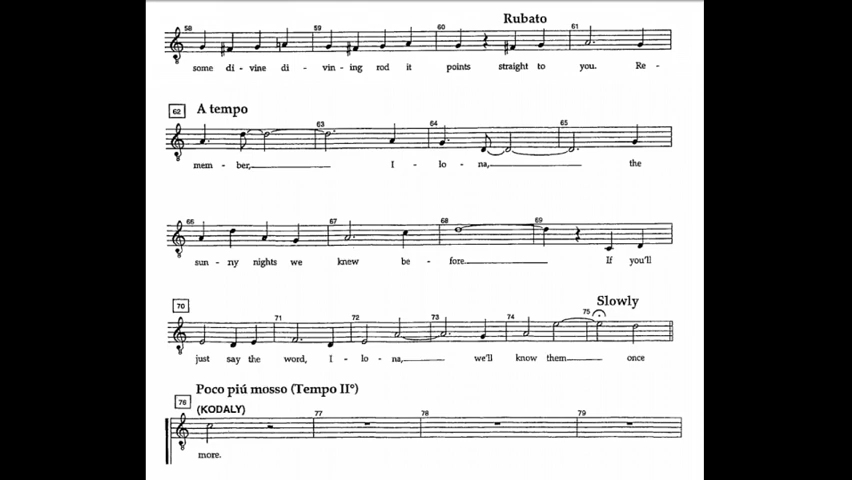 Rubato
58 59 60 61
some di - vine di - vin - ing rod it points straight to you. Re -
62 A tempo
63 64 65
mem - ber, I - lo - na, the
66 67 68 69
sun - ny nights we knew be - fore. If you'll
Slowly
70 71 72 73 74 75
just say the word, I - lo - na, we'll know them once
Poco piú mosso (Tempo IIº)
76 (KODALY) 77 78 79
more.